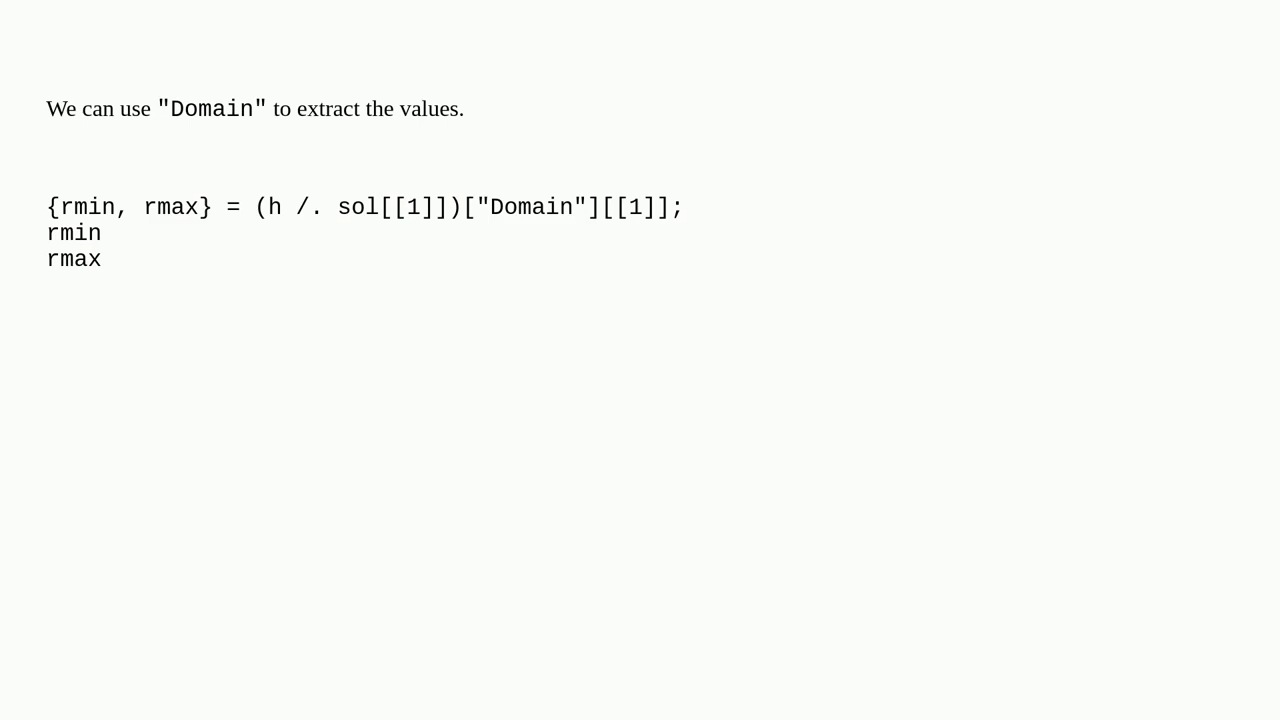 We can use "Domain" to extract the values.
{rmin, rmax} = (h /. sol[[1]])["Domain"][[1]];
rmin
rmax